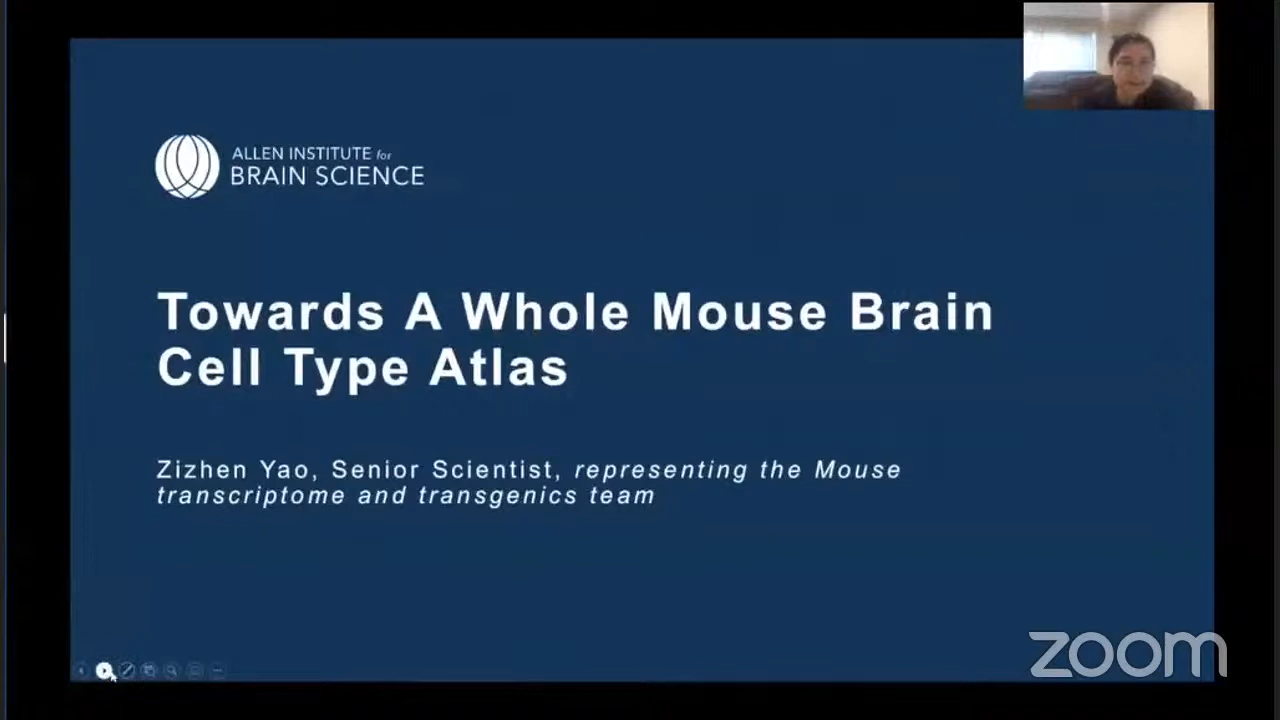 ALLEN INSTITUTE for
BRAIN SCIENCE
Towards A Whole Mouse Brain
Cell Type Atlas
Zizhen Yao, Senior Scientist, representing the Mouse
transcriptome and transgenics team
zoom